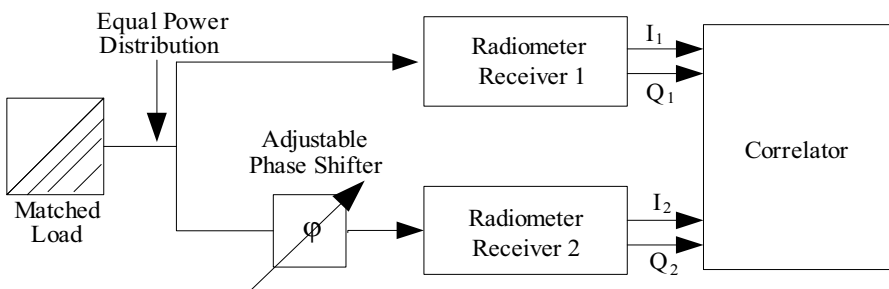 Equal Power
Distribution
Radiometer
Receiver 1
I1
Q1
Adjustable
Phase Shifter
Correlator
Matched
Load
φ
Radiometer
Receiver 2
I2
Q2